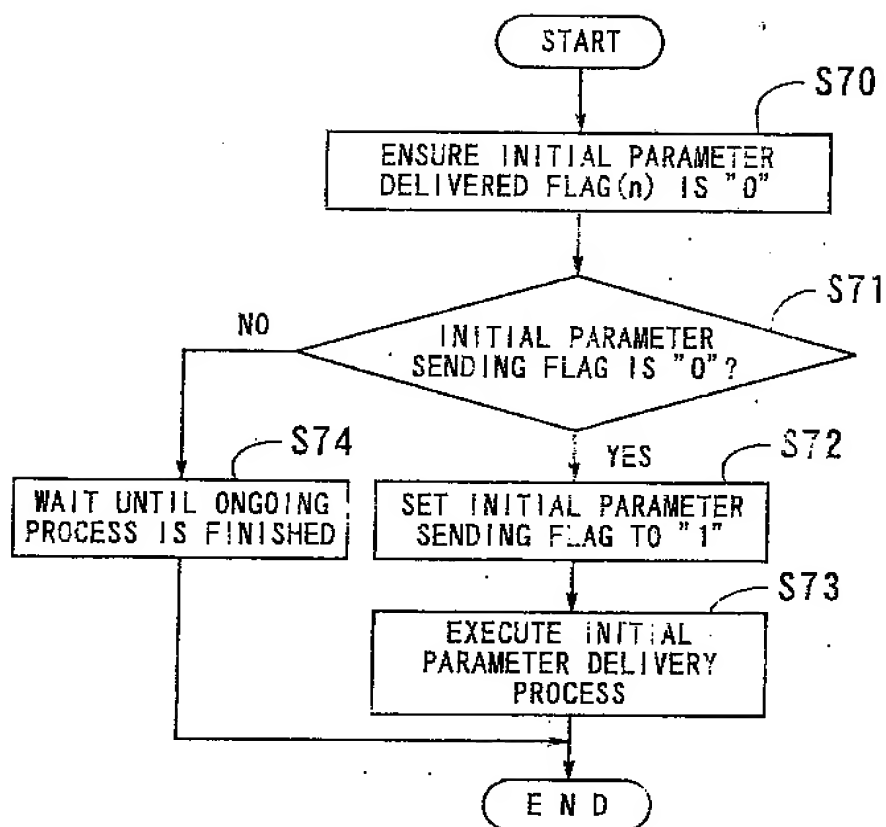 START
S70
ENSURE INITIAL PARAMETER
DELIVERED FLAG(n) IS "0"
S71
INITIAL PARAMETER
SENDING FLAG IS "0"?
NO
YES
S74
WAIT UNTIL ONGOING
PROCESS IS FINISHED
S72
SET INITIAL PARAMETER
SENDING FLAG TO "1"
S73
EXECUTE INITIAL
PARAMETER DELIVERY
PROCESS
END